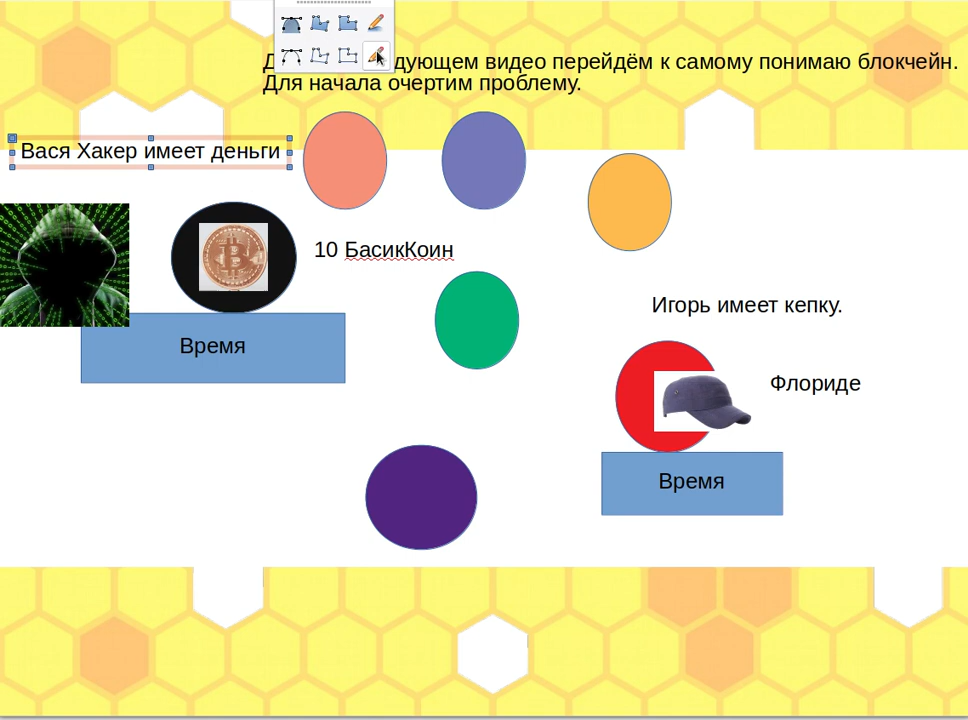 дующем видео перейдём к самому понимаю блокчейн.
Для начала очертим проблему.
Вася Хакер имеет деньги
10 БасикКоин
Игорь имеет кепку.
Время
Флориде
Время